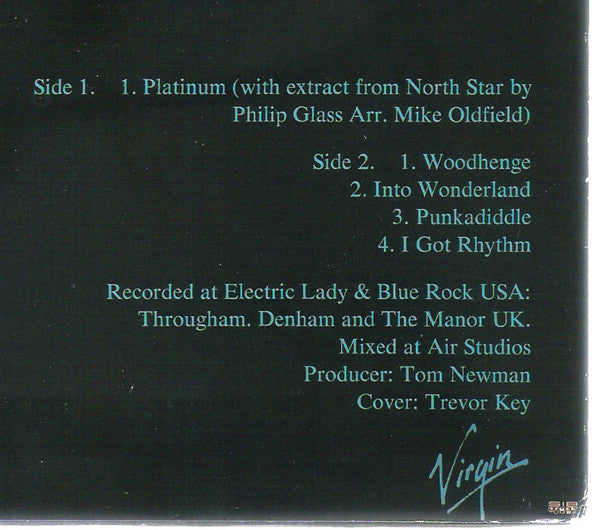 Side 1. 1. Platinum (with extract from North Star by
Philip Glass Arr. Mike Oldfield)
Side 2. 1. Woodhenge
2. Into Wonderland
3. Punkadiddle
4. I Got Rhythm
Recorded at Electric Lady & Blue Rock USA:
Througham. Denham and The Manor UK.
Mixed at Air Studios
Producer: Tom Newman
Cover: Trevor Key
Virgin